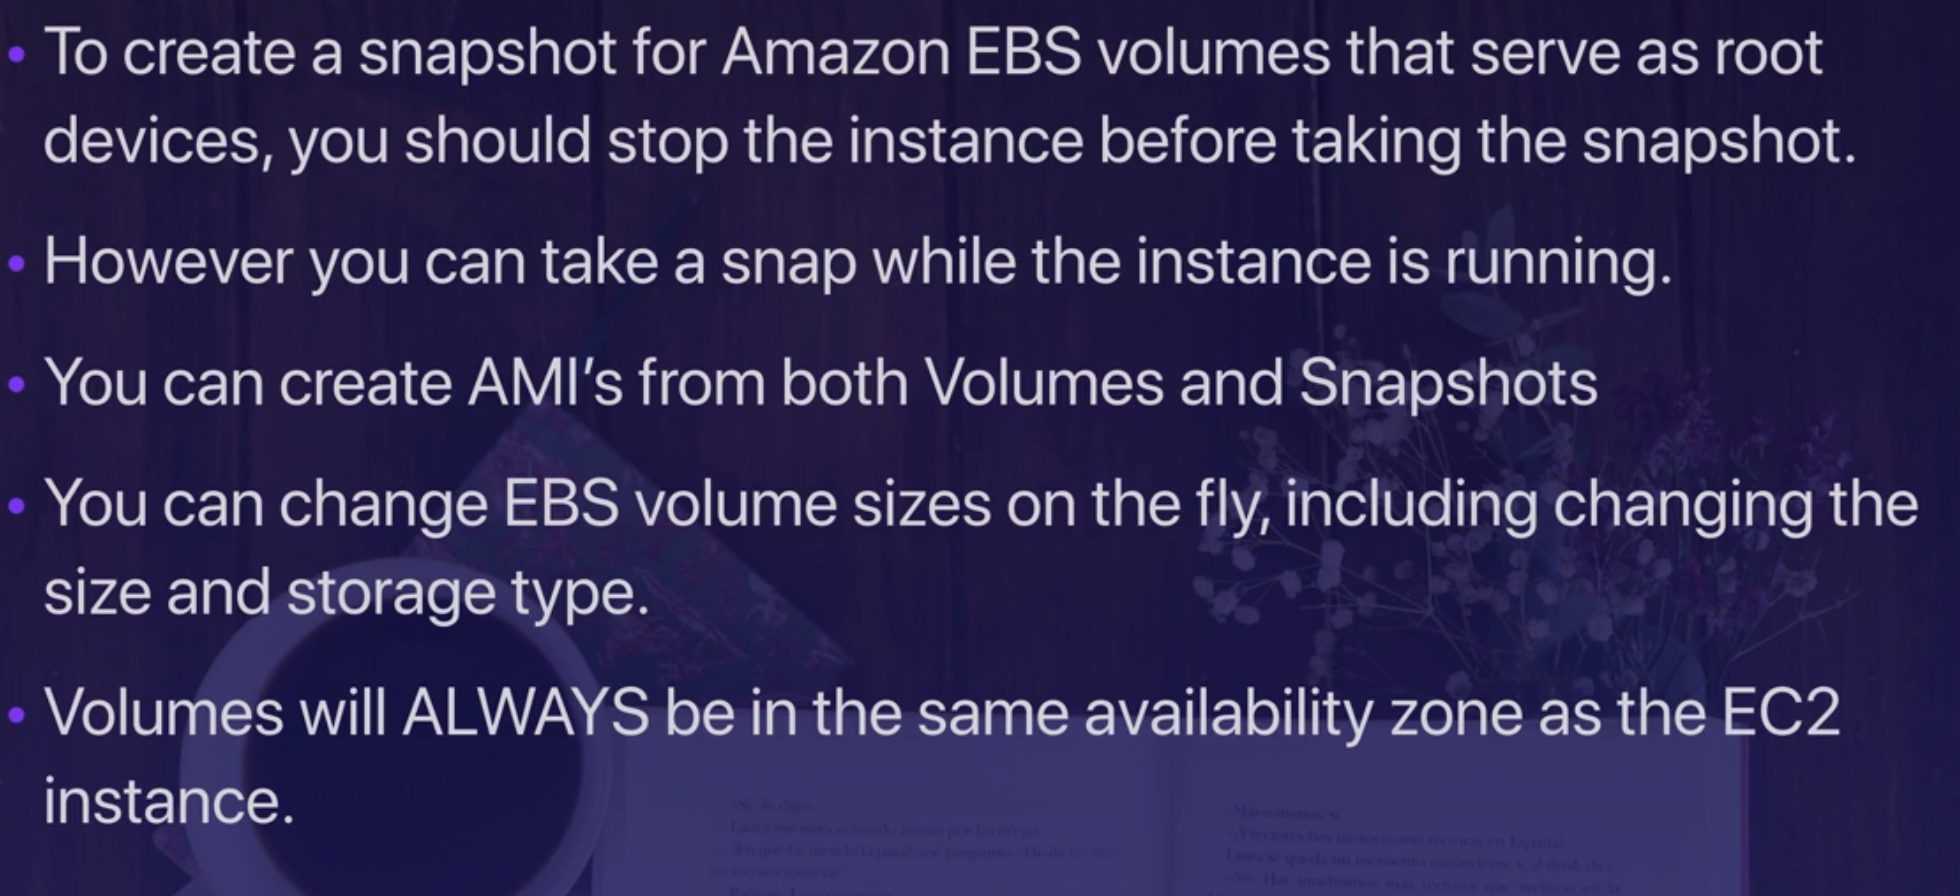 • To create a snapshot for Amazon EBS volumes that serve as root
devices, you should stop the instance before taking the snapshot.
• However you can take a snap while the instance is running.
• You can create AMI’s from both Volumes and Snapshots
• You can change EBS volume sizes on the fly, including changing the
size and storage type.
• Volumes will ALWAYS be in the same availability zone as the EC2
instance.